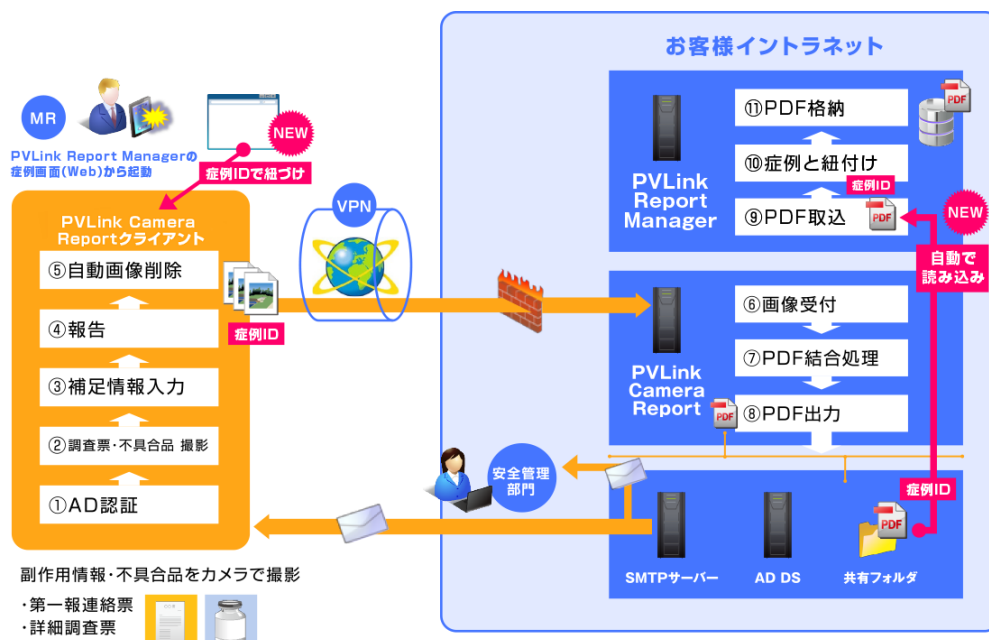 お客様イントラネット
MR
PVLink Report Managerの
症例画面(Web)から起動
NEW
症例IDで紐づけ
PVLink Camera
Reportクライアント
⑤自動画像削除
④報告
③補足情報入力
②調査票・不具合品 撮影
①AD認証
症例ID
VPN
PVLink
Report
Manager
⑪PDF格納
PDF
⑩症例と紐付け
症例ID
⑨PDF取込
PDF
NEW
自動で
読み込み
PVLink
Camera
Report
⑥画像受付
⑦PDF結合処理
⑧PDF出力
PDF
安全管理
部門
症例ID
PDF
SMTPサーバー
AD DS
共有フォルダ
副作用情報・不具合品をカメラで撮影
・第一報連絡票
・詳細調査票